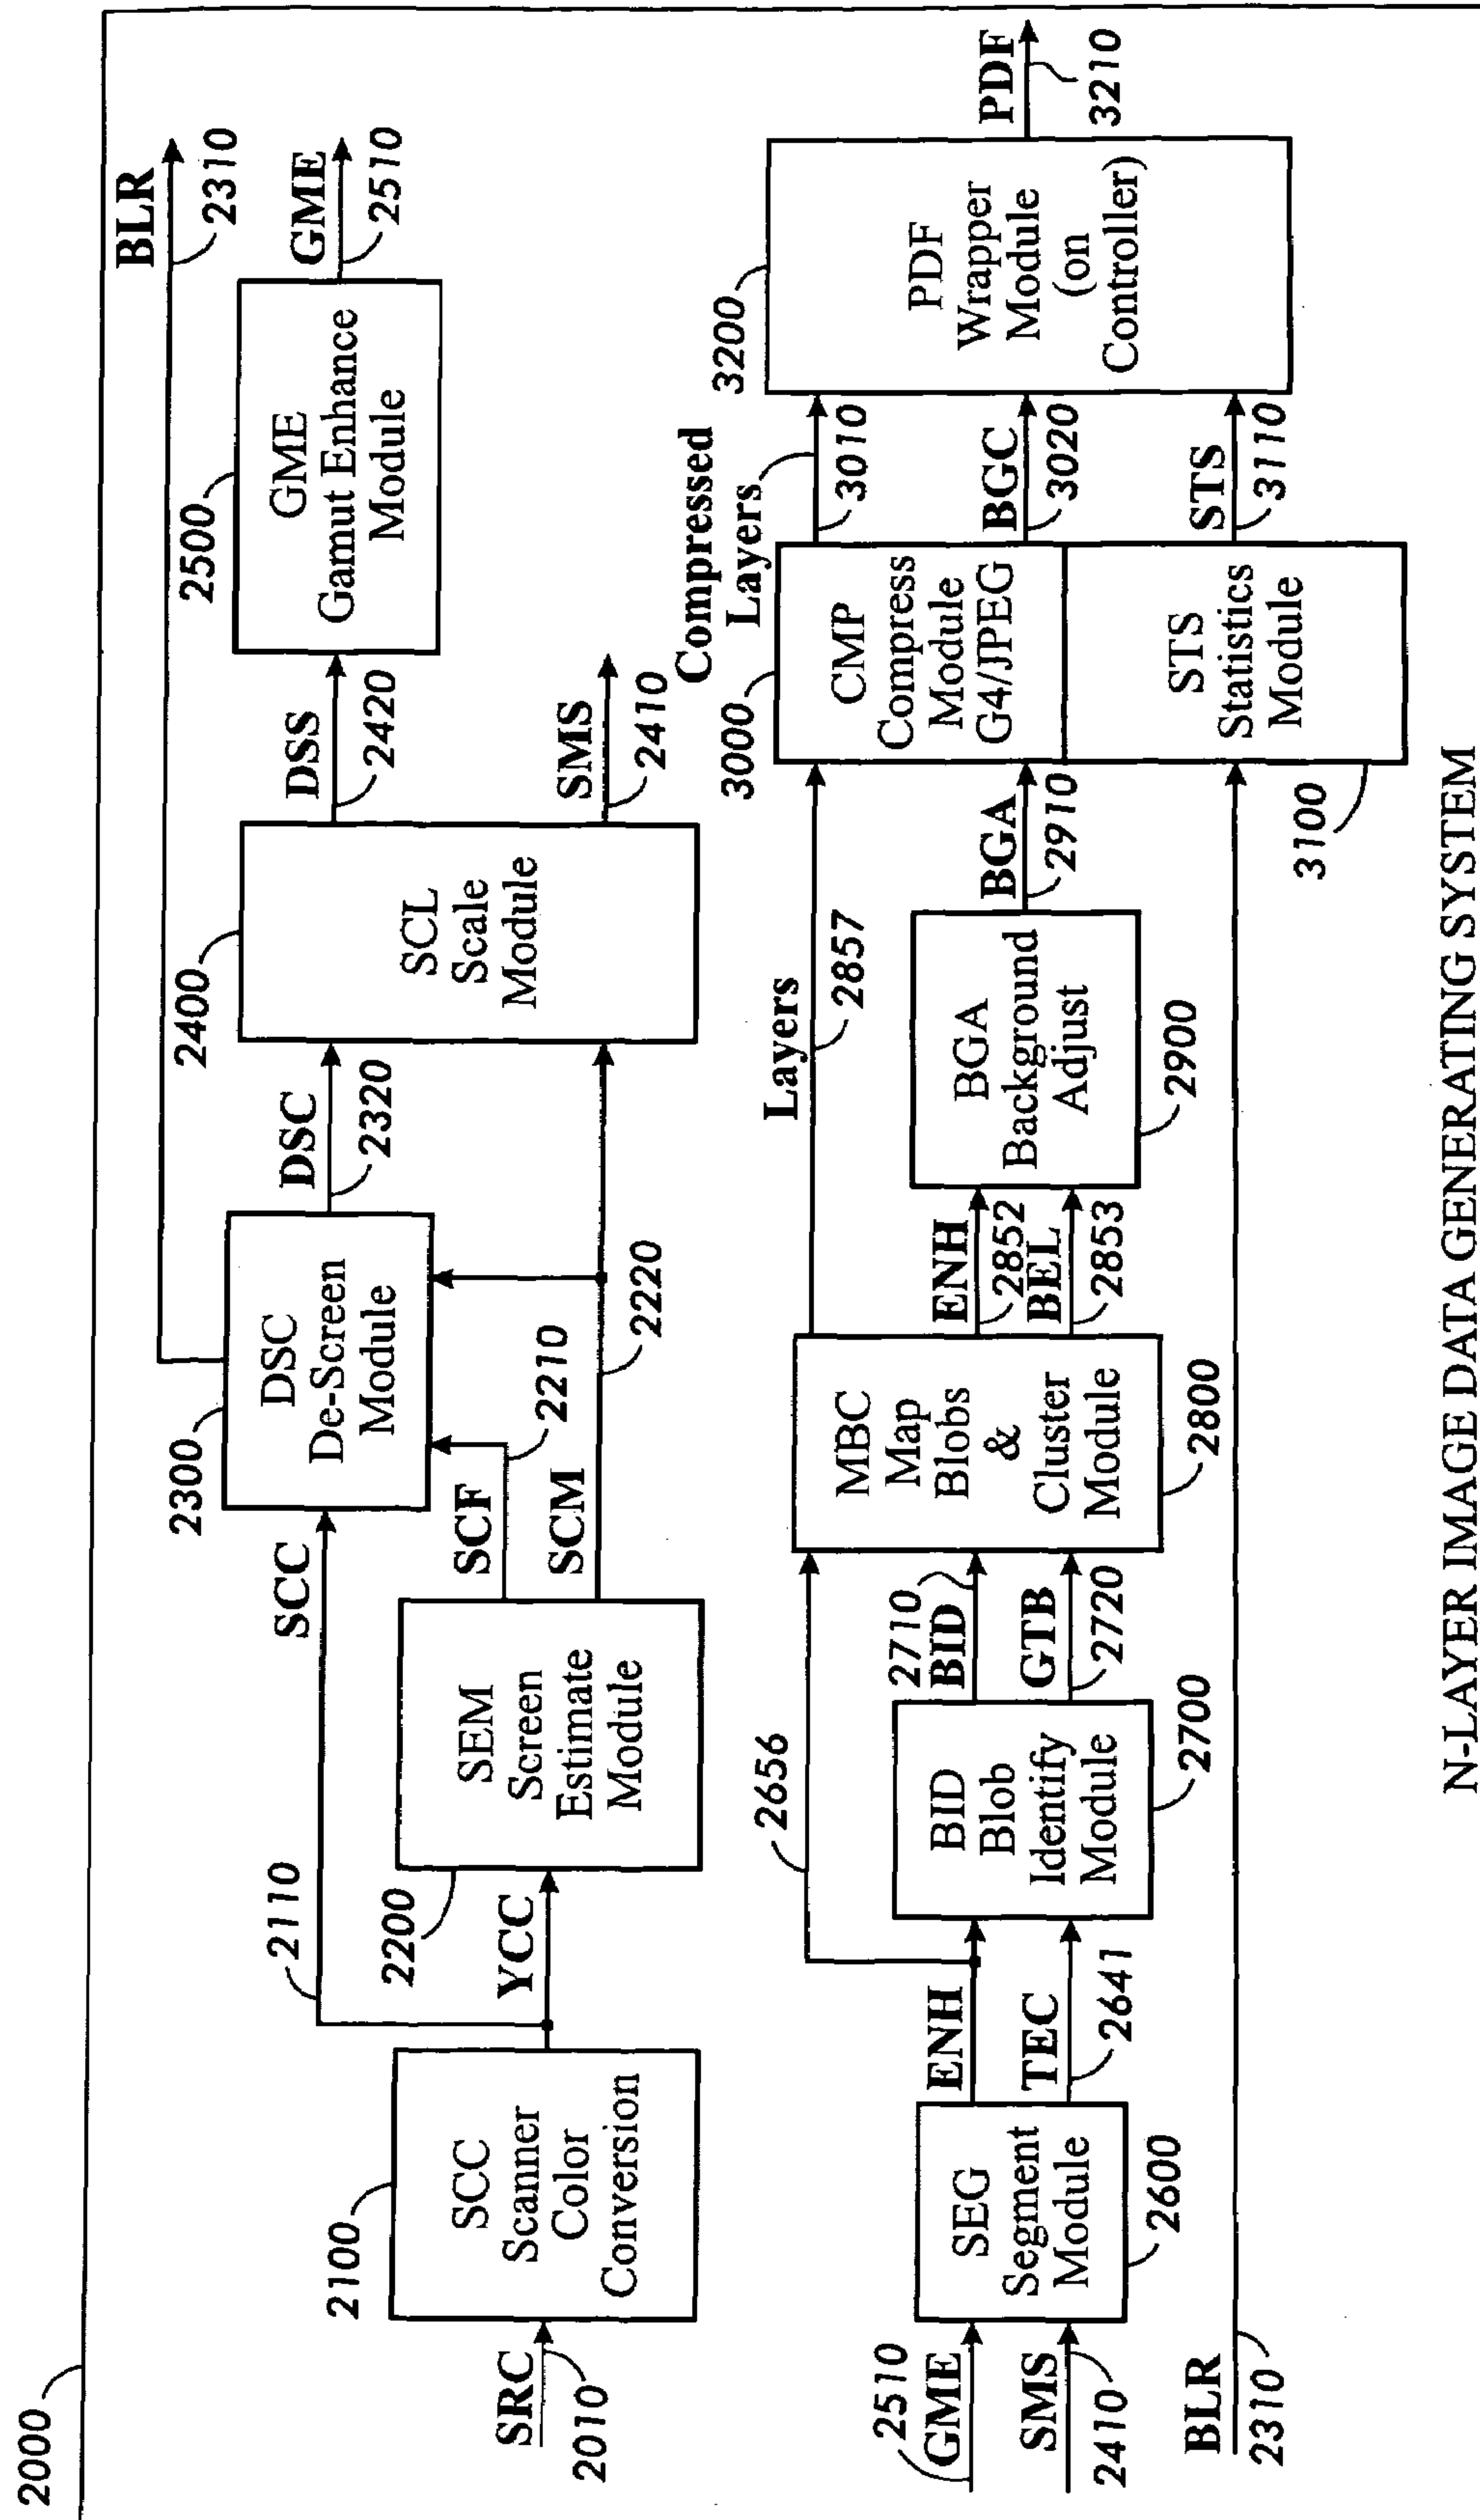 2000
BLR
2310
2500
GME
Gamut Enhance
Module
GME
2510
2400
SCL
Scale
Module
DSS
2420
SMS
2410
2300
DSC
De-Screen
Module
DSC
2320
SCC
SCF
2210
SCM
2220
2110
2200
SEM
Screen
Estimate
Module
YCC
2100
SCC
Scanner
Color
Conversion
SRC
2010
2510
GME
SMS
2410
BLR
2310
SEG
Segment
Module
2600
ENH
TEC
2641
2656
BID
Blob
Identify
Module
2700
2710
BID
GTB
2720
MBC
Map
Blobs
&
Cluster
Module
2800
Layers
2857
ENH
2852
BEL
2853
BGA
Background
Adjust
2900
BGA
2910
3000
CMP
Compress
Module
G4/JPEG
STS
Statistics
Module
3100
Compressed
Layers
3010
BGC
3020
STS
3110
3200
PDF
Wrapper
Module
(on
Controller)
PDF
3210
N-LAYER IMAGE DATA GENERATING SYSTEM